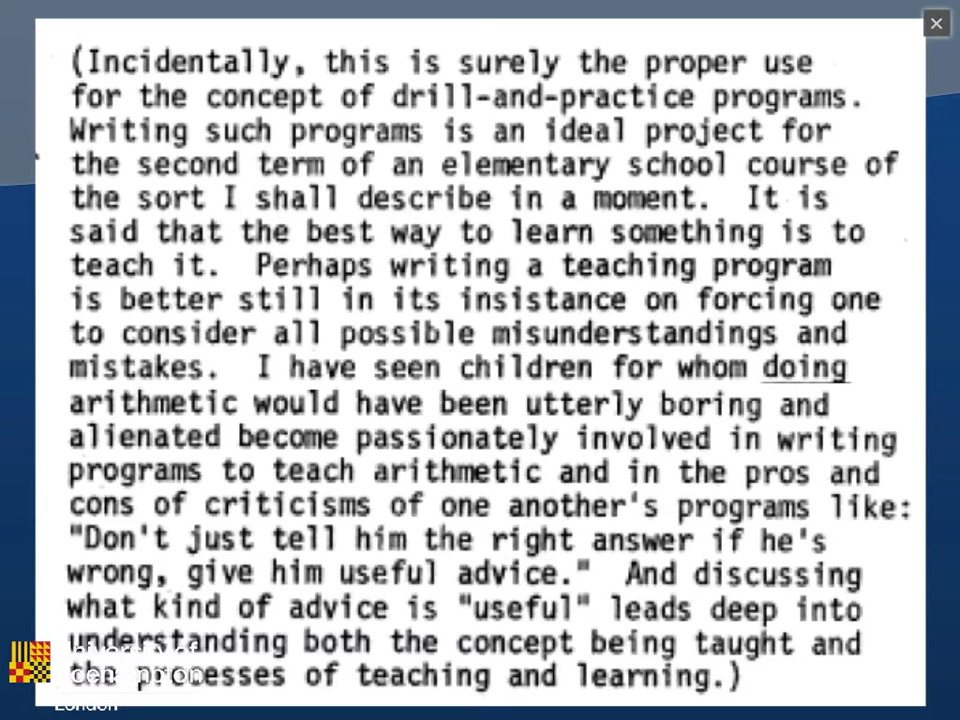 (Incidentally, this is surely the proper use
for the concept of drill-and-practice programs.
Writing such programs is an ideal project for
the second term of an elementary school course of
the sort I shall describe in a moment.  It is
said that the best way to learn something is to
teach it.  Perhaps writing a teaching program
is better still in its insistance on forcing one
to consider all possible misunderstandings and
mistakes.  I have seen children for whom doing
arithmetic would have been utterly boring and
alienated become passionately involved in writing
programs to teach arithmetic and in the pros and
cons of criticisms of one another's programs like:
"Don't just tell him the right answer if he's
wrong, give him useful advice."  And discussing
what kind of advice is "useful" leads deep into
understanding both the concept being taught and
the processes of teaching and learning.)
University of
London